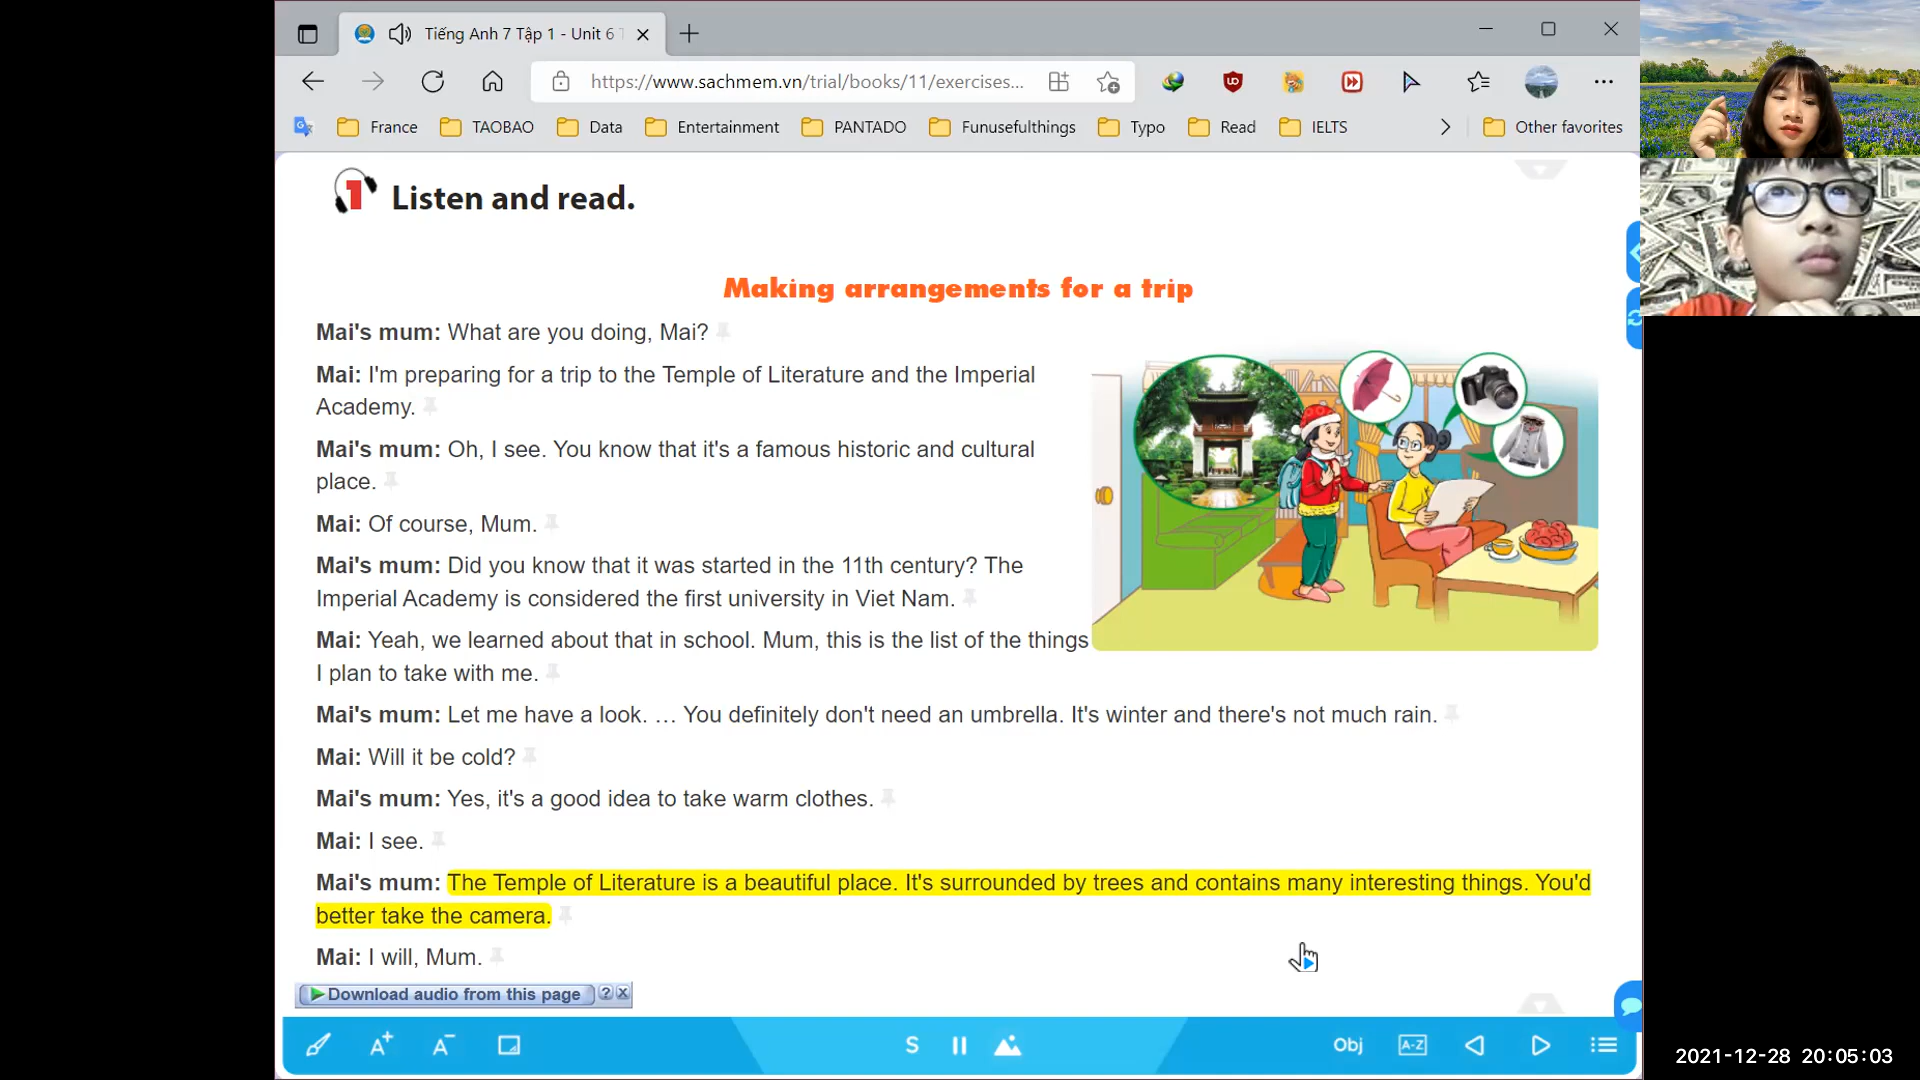 Tiếng Anh 7 Tập 1 - Unit 6
https://www.sachmem.vn/trial/books/11/exercises...
France TAOBAO Data Entertainment PANTADO Funusefulthings Typo Read IELTS Other favorites
1 Listen and read.
Making arrangements for a trip
Mai's mum: What are you doing, Mai?
Mai: I'm preparing for a trip to the Temple of Literature and the Imperial
Academy.
Mai's mum: Oh, I see. You know that it's a famous historic and cultural
place.
Mai: Of course, Mum.
Mai's mum: Did you know that it was started in the 11th century? The
Imperial Academy is considered the first university in Viet Nam.
Mai: Yeah, we learned about that in school. Mum, this is the list of the things
I plan to take with me.
Mai's mum: Let me have a look. … You definitely don't need an umbrella. It's winter and there's not much rain.
Mai: Will it be cold?
Mai's mum: Yes, it's a good idea to take warm clothes.
Mai: I see.
Mai's mum: The Temple of Literature is a beautiful place. It's surrounded by trees and contains many interesting things. You'd
better take the camera.
Mai: I will, Mum.
Download audio from this page ? x
A+ A- S Obj A-Z
2021-12-28 20:05:03